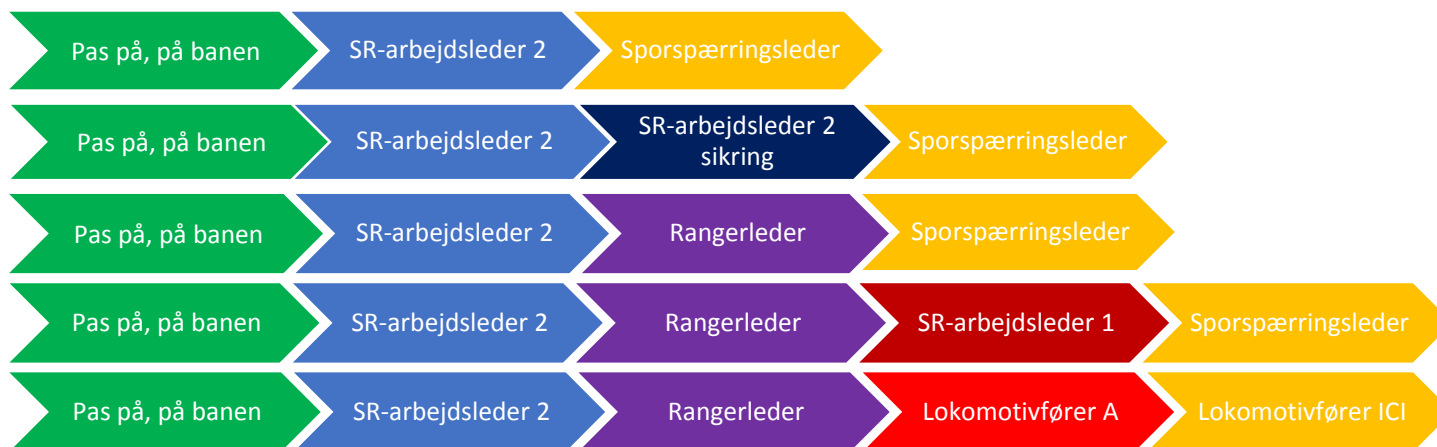 Pas på, på banen
SR-arbejdsleder 2
Sporspærringsleder
Pas på, på banen
SR-arbejdsleder 2
SR-arbejdsleder 2
sikring
Sporspærringsleder
Pas på, på banen
SR-arbejdsleder 2
Rangerleder
Sporspærringsleder
Pas på, på banen
SR-arbejdsleder 2
Rangerleder
SR-arbejdsleder 1
Sporspærringsleder
Pas på, på banen
SR-arbejdsleder 2
Rangerleder
Lokomotivfører A
Lokomotivfører ICI